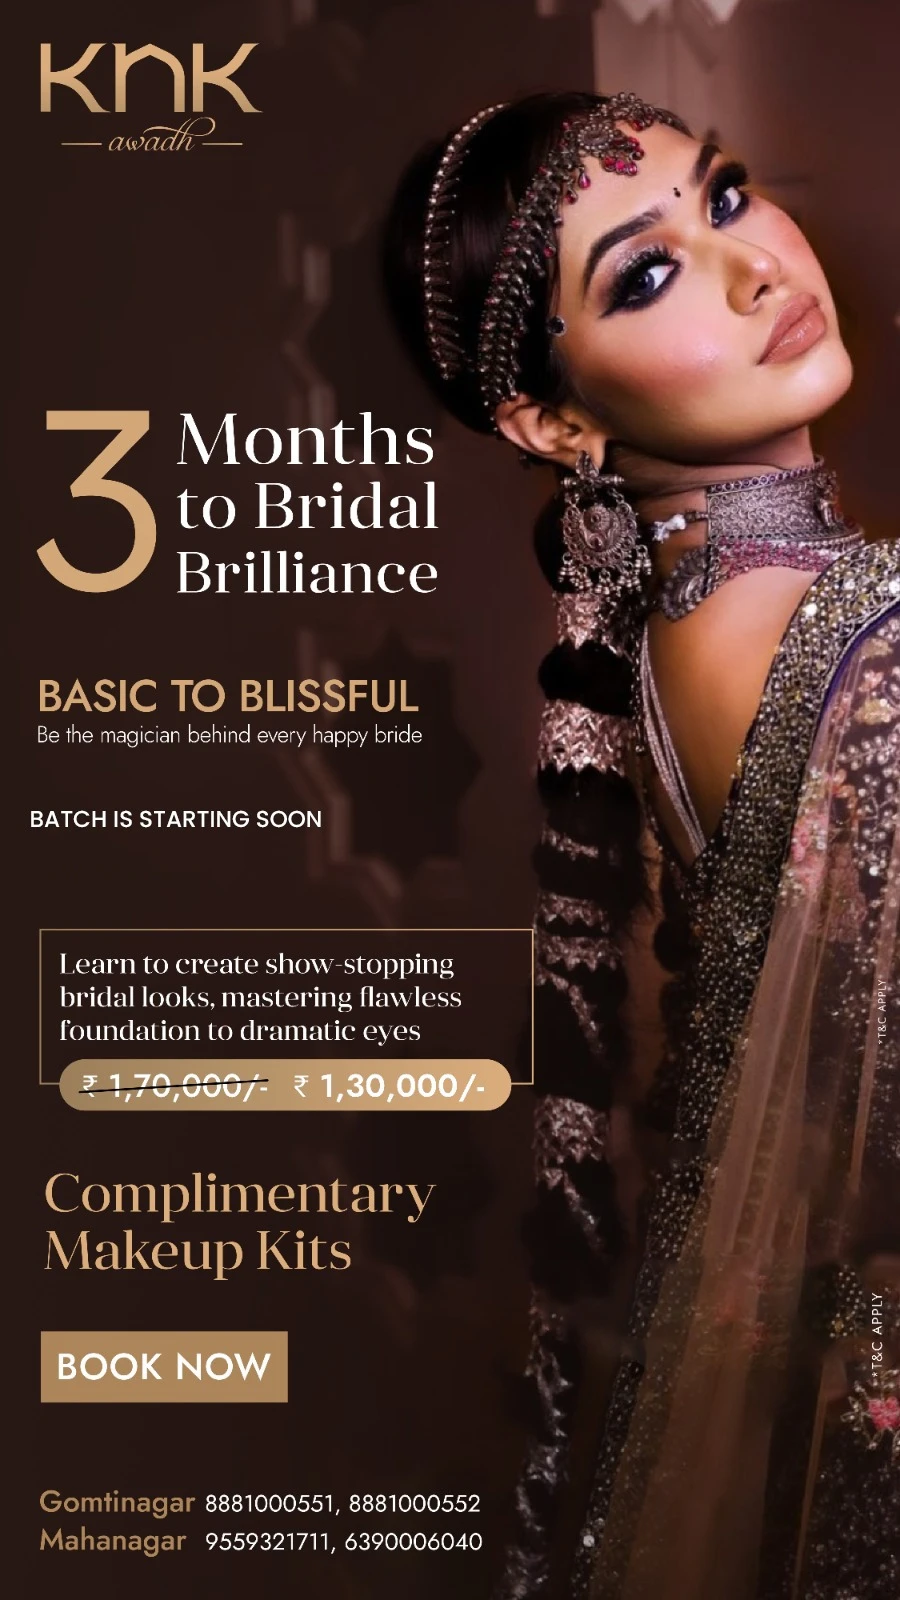 KNK
awadh
3 Months
to Bridal
Brilliance
BASIC TO BLISSFUL
Be the magician behind every happy bride
BATCH IS STARTING SOON
Learn to create show-stopping
bridal looks, mastering flawless
foundation to dramatic eyes
₹ 1,70,000/- ₹ 1,30,000/-
*T&C APPLY
Complimentary
Makeup Kits
BOOK NOW
*T&C APPLY
Gomtinagar 8881000551, 8881000552
Mahanagar 9559321711, 6390006040